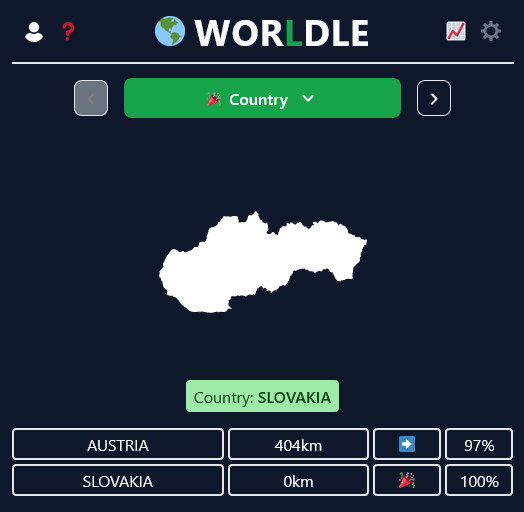 WORLDLE
Country
Country: SLOVAKIA
AUSTRIA 404km 97%
SLOVAKIA 0km 100%